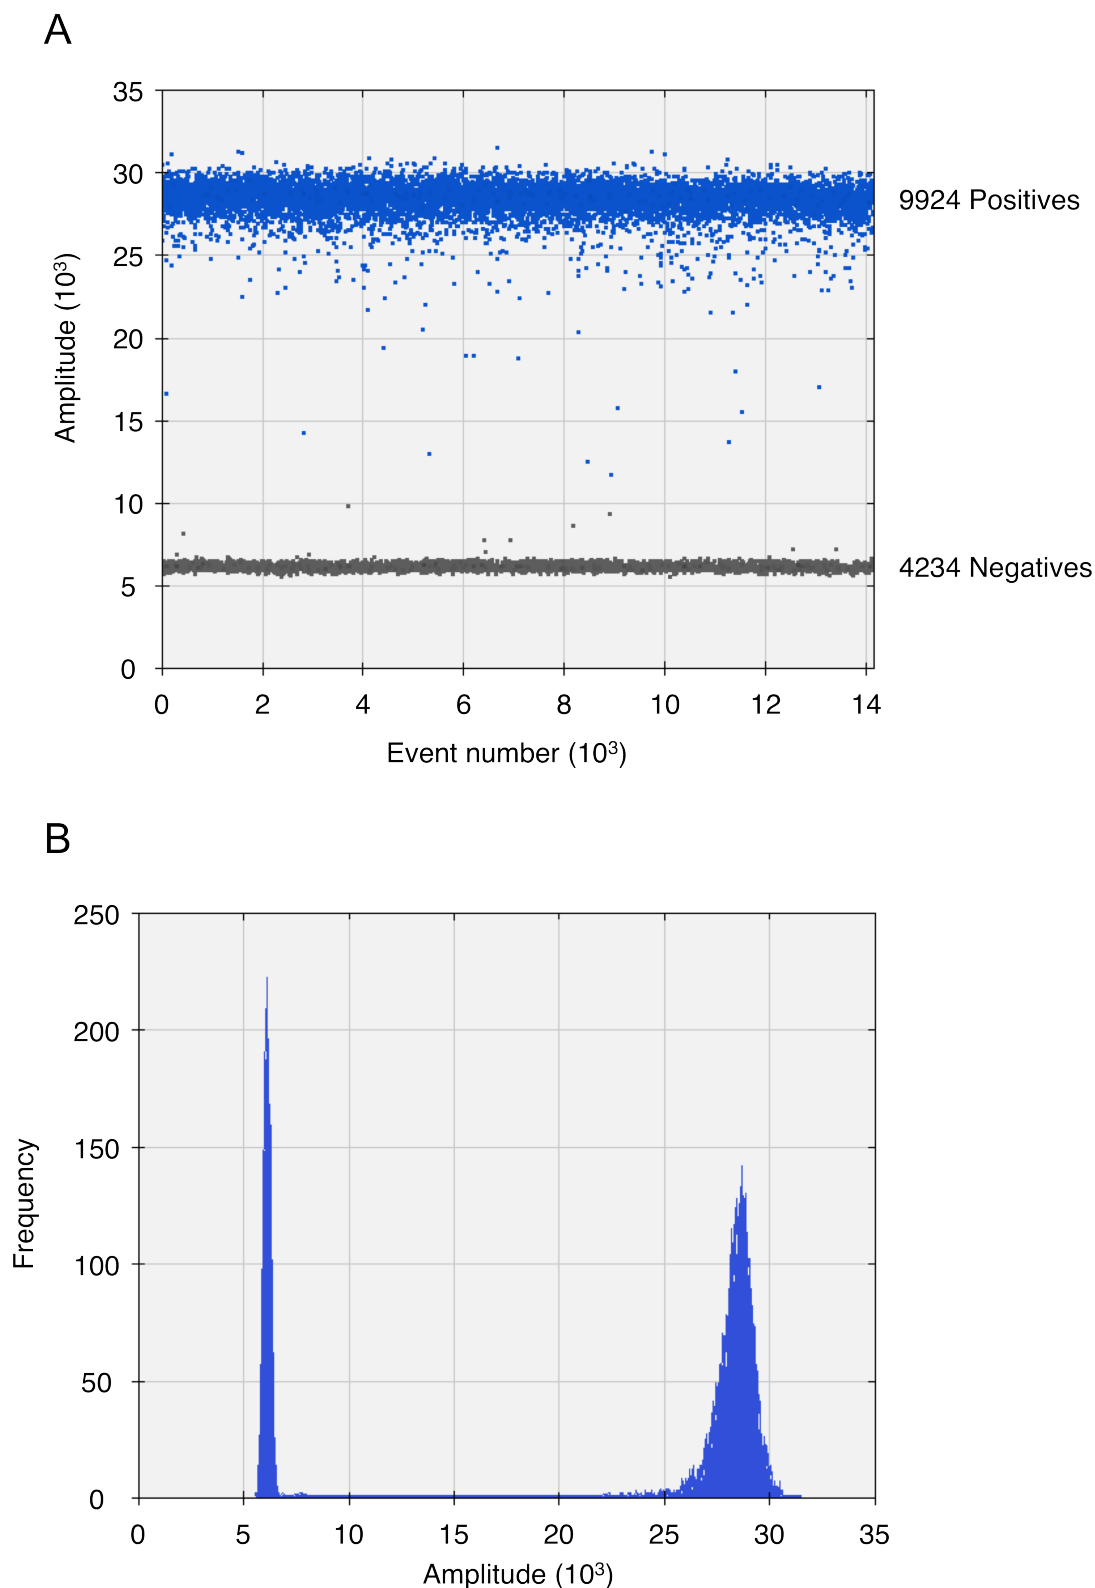 A
35
30
25
20
15
10
5
0
Amplitude (10³)
9924 Positives
4234 Negatives
0 2 4 6 8 10 12 14
Event number (10³)
B
250
200
150
100
50
0
Frequency
0 5 10 15 20 25 30 35
Amplitude (10³)